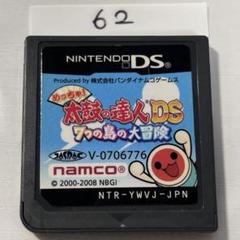 62
NINTENDO DS
Produced by 株式会社バンダイナムコゲームス
めっちゃ!
太鼓の達人DS
7つの島の大冒険
JASRAC V-0706776
namco®
© 2000-2008 NBGI
NTR-YWVJ-JPN